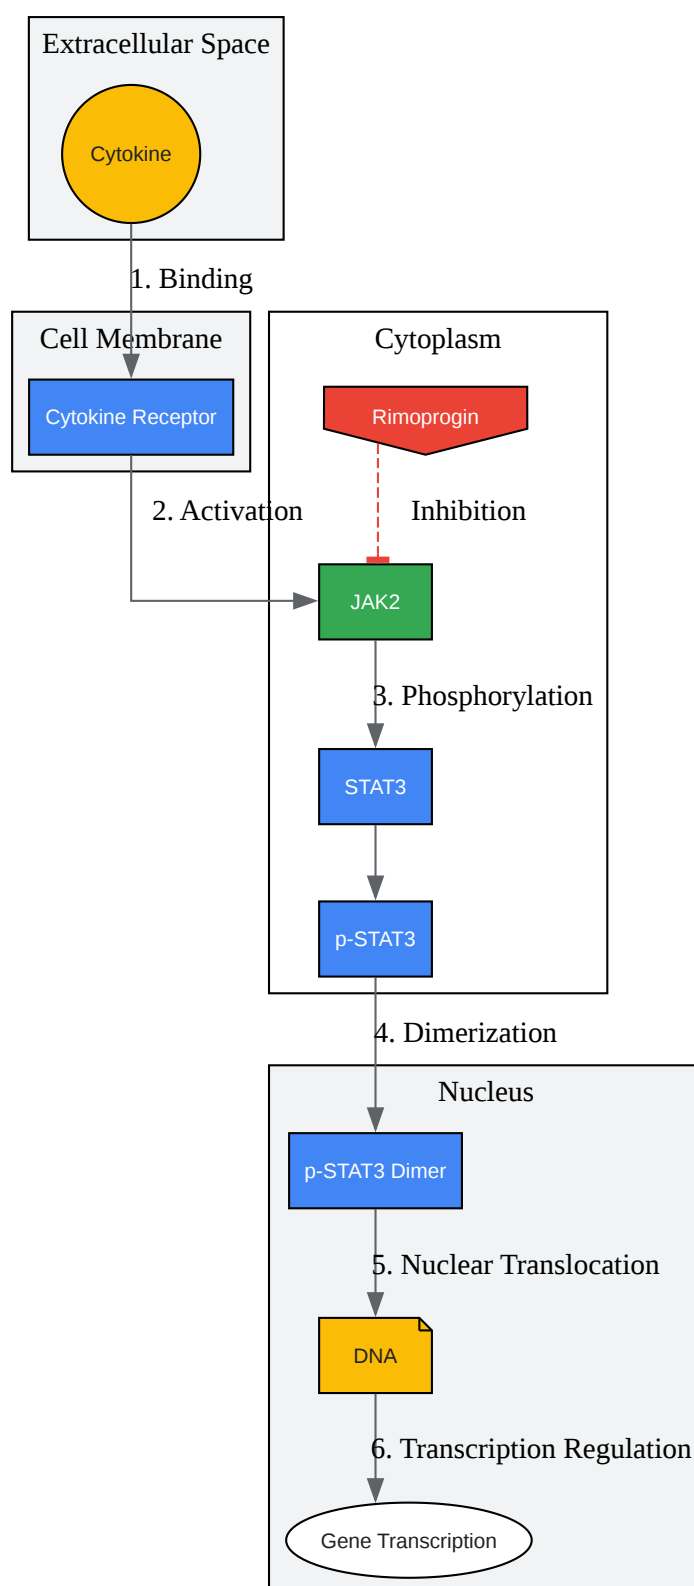 Extracellular Space
Cytokine
1. Binding
Cell Membrane
Cytokine Receptor
2. Activation
Cytoplasm
Rimoprogin
Inhibition
JAK2
3. Phosphorylation
STAT3
p-STAT3
4. Dimerization
Nucleus
p-STAT3 Dimer
5. Nuclear Translocation
DNA
6. Transcription Regulation
Gene Transcription